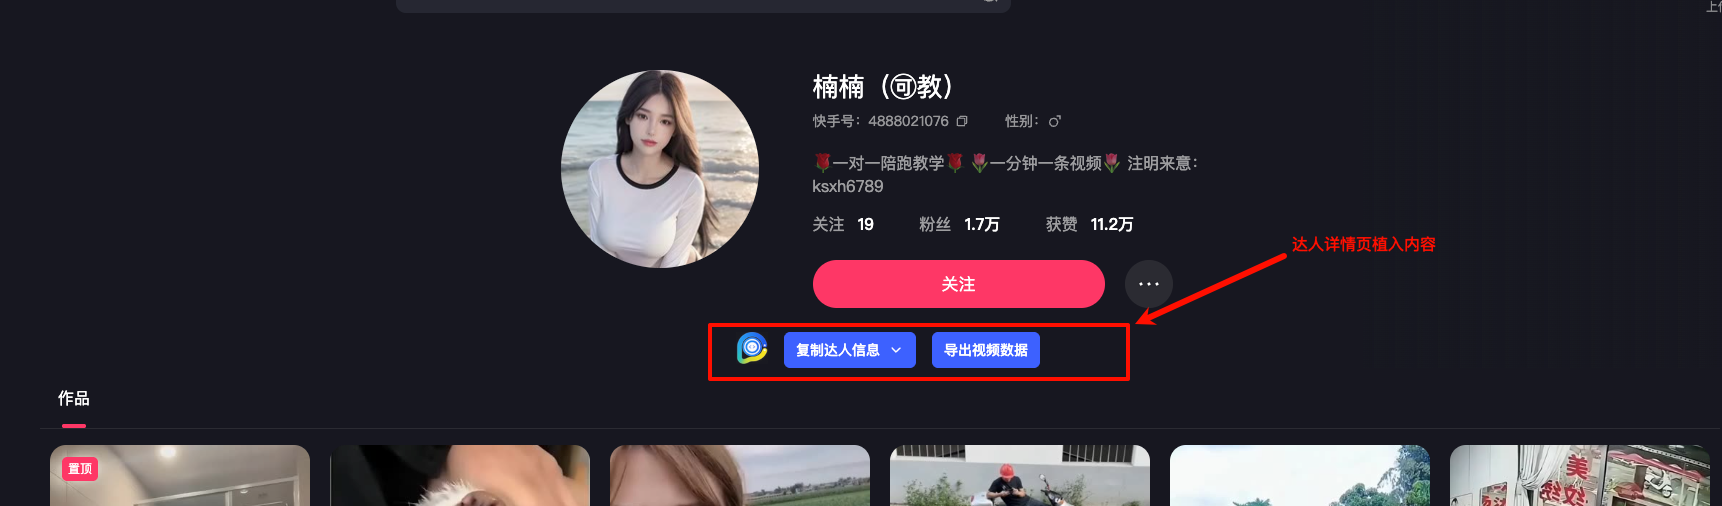 上传
楠楠（🉑教）
快手号：4888021076 性别：♂
🌹一对一陪跑教学🌹 🌷一分钟一条视频🌷 注明来意：
ksxh6789
关注 19 粉丝 1.7万 获赞 11.2万
达人详情页植入内容
关注
复制达人信息 导出视频数据
作品
置顶
美
纹绣